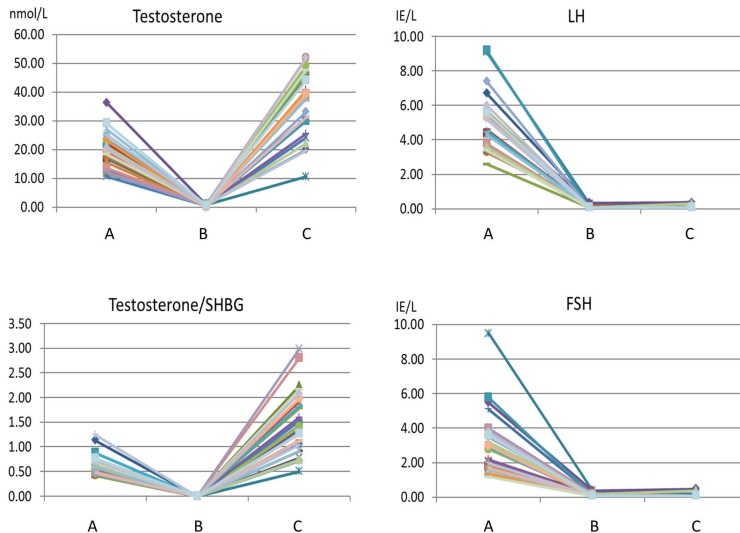 Testosterone
nmol/L
60.00
50.00
40.00
30.00
20.00
10.00
0.00
A B C
LH
IE/L
10.00
8.00
6.00
4.00
2.00
0.00
A B C
Testosterone/SHBG
3.50
3.00
2.50
2.00
1.50
1.00
0.50
0.00
A B C
FSH
IE/L
10.00
8.00
6.00
4.00
2.00
0.00
A B C